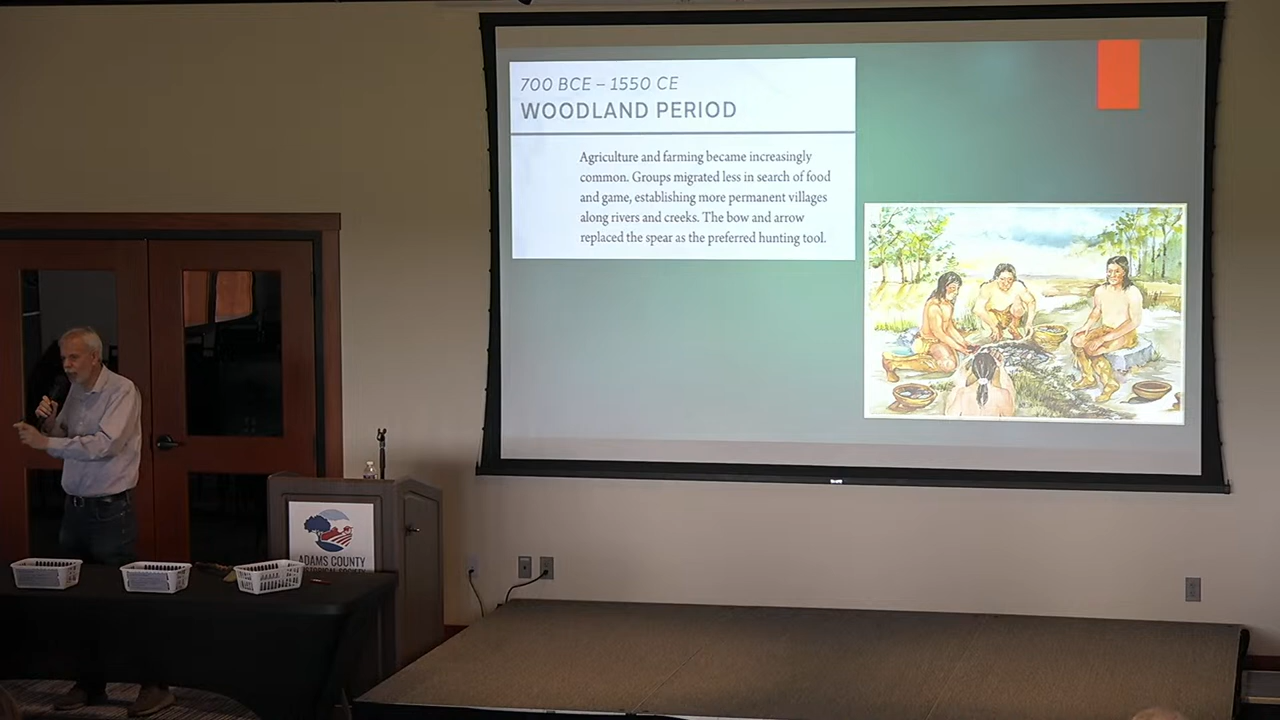 700 BCE – 1550 CE
WOODLAND PERIOD
Agriculture and farming became increasingly
common. Groups migrated less in search of food
and game, establishing more permanent villages
along rivers and creeks. The bow and arrow
replaced the spear as the preferred hunting tool.
ADAMS COUNTY
HISTORICAL SOCIETY